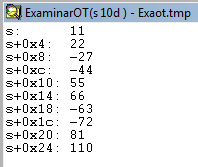 ExaminarOT(s 10d ) - Exaot.tmp
s: 11
s+0x4: 22
s+0x8: -27
s+0xc: -44
s+0x10: 55
s+0x14: 66
s+0x18: -63
s+0x1c: -72
s+0x20: 81
s+0x24: 110